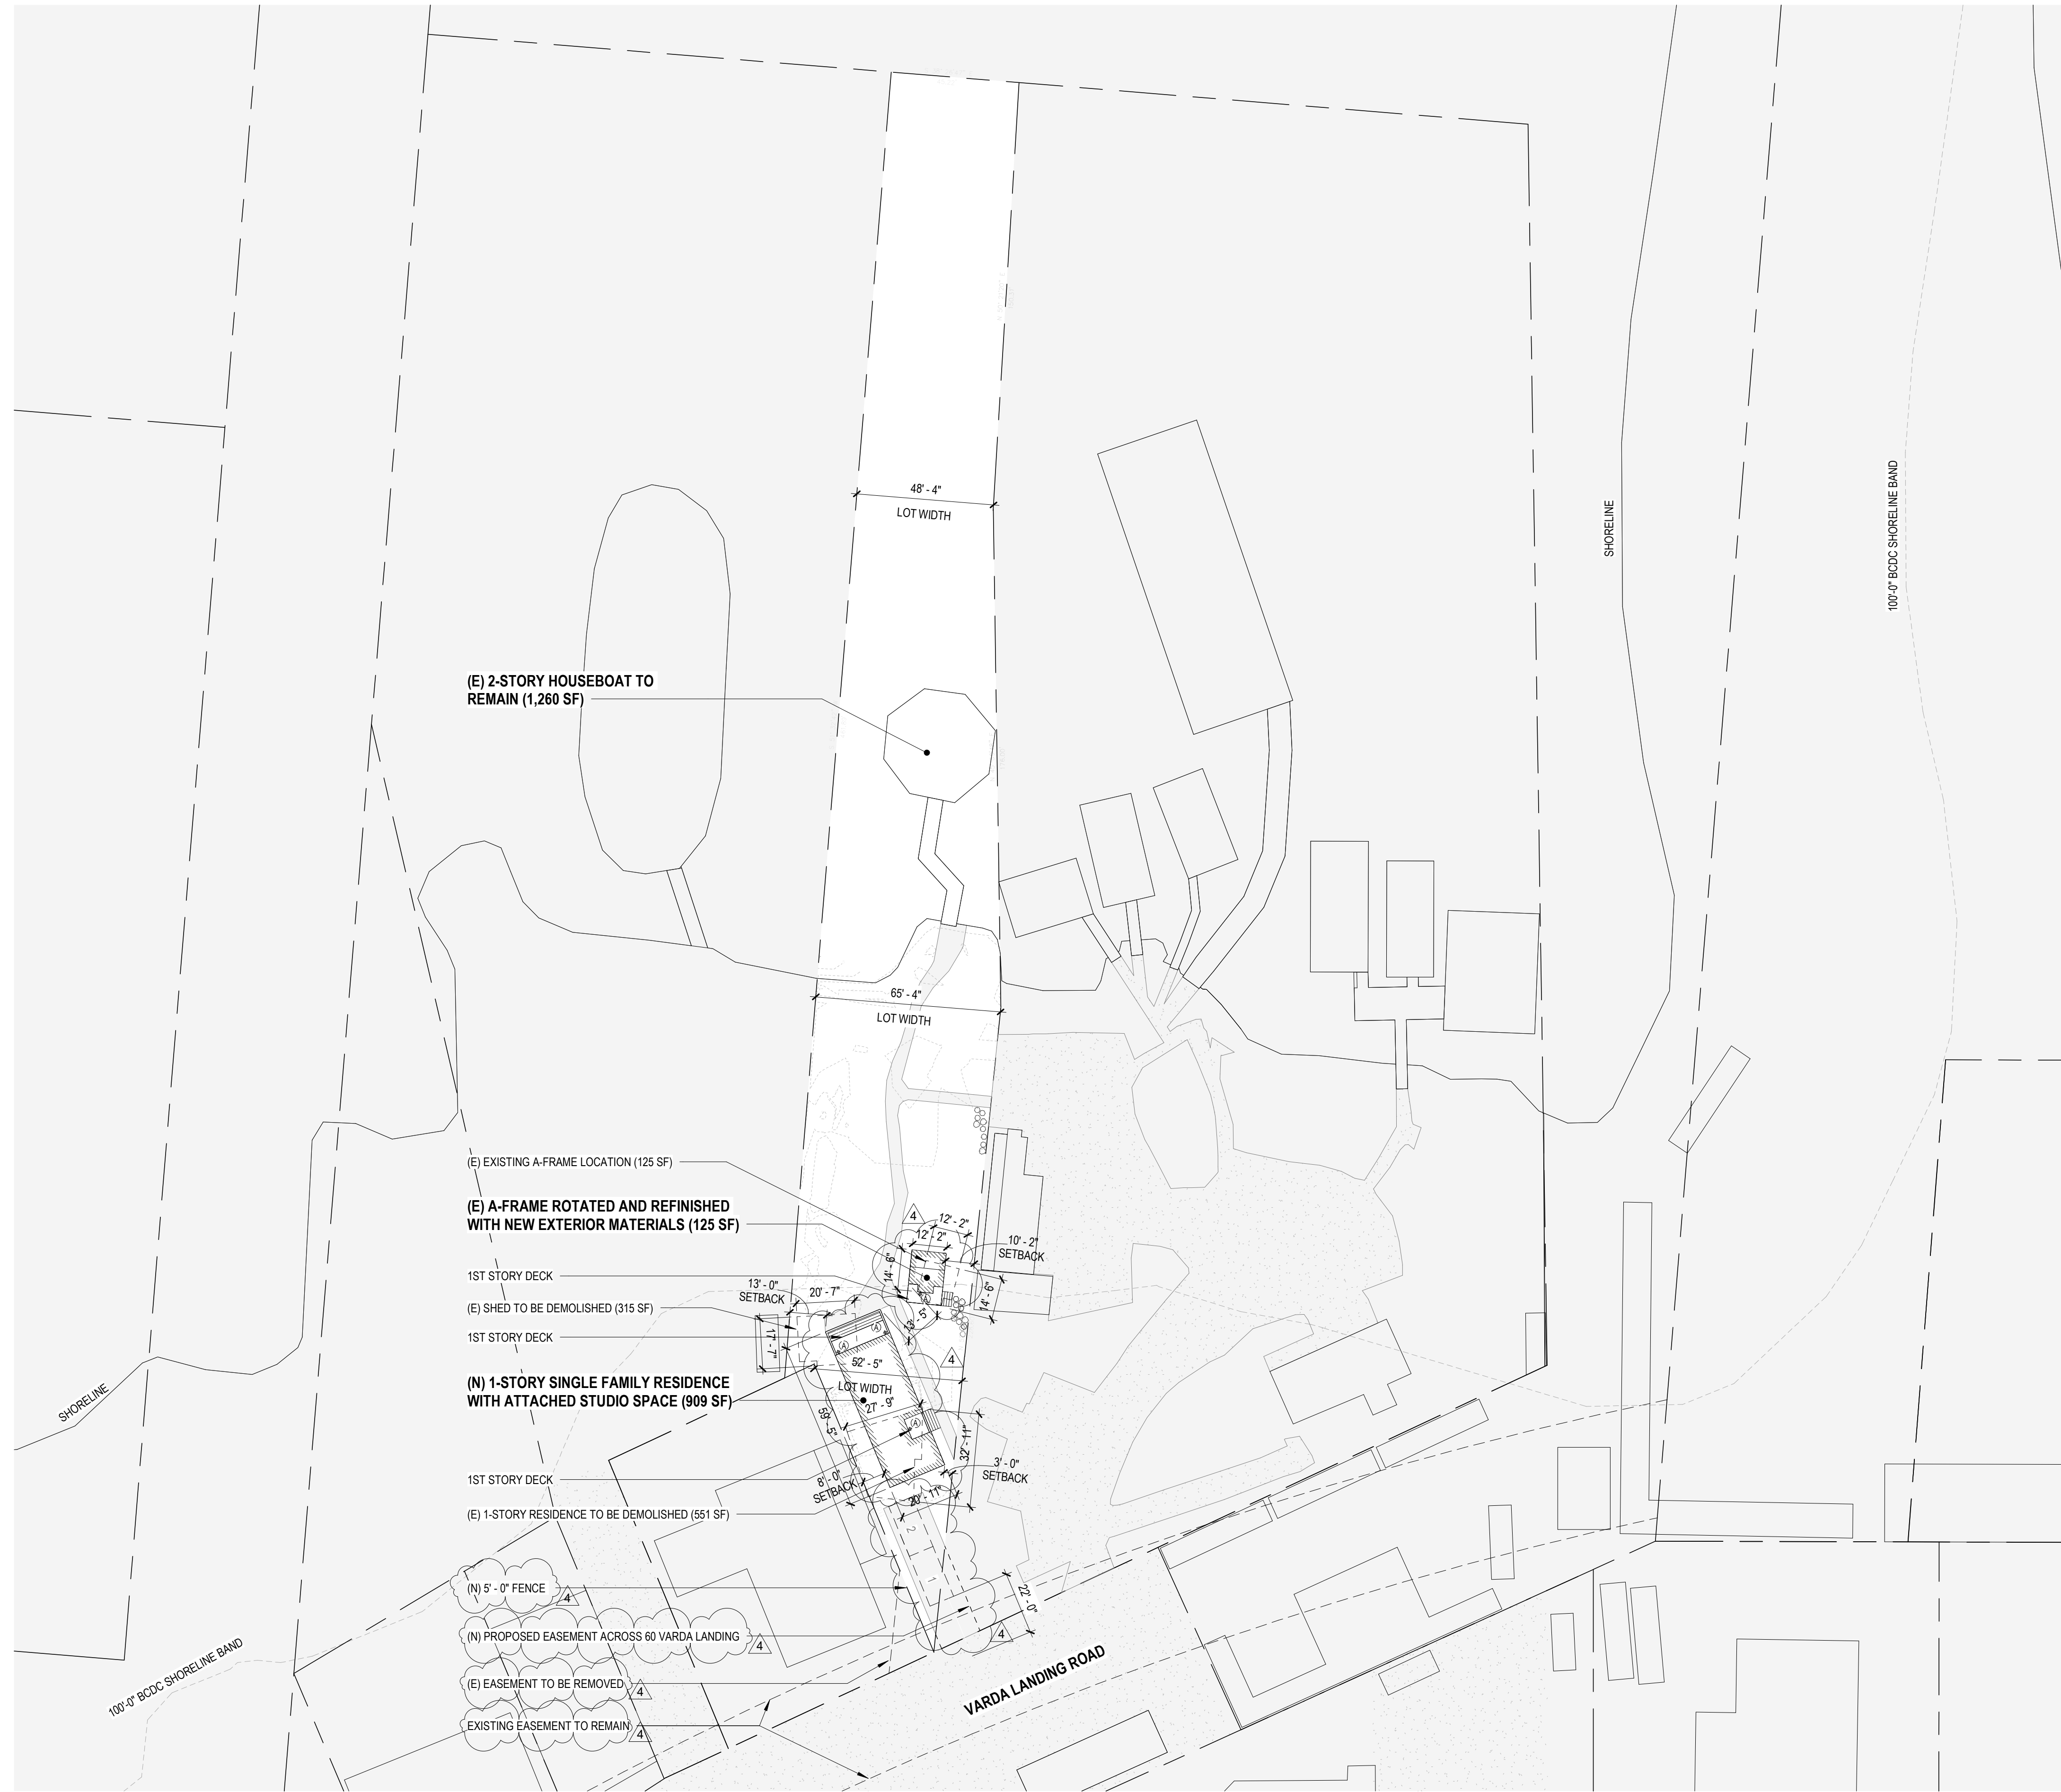 48' - 4"
LOT WIDTH
SHORELINE
100'-0" BCDC SHORELINE BAND
(E) 2-STORY HOUSEBOAT TO
REMAIN (1,260 SF)
65' - 4"
LOT WIDTH
(E) EXISTING A-FRAME LOCATION (125 SF)
(E) A-FRAME ROTATED AND REFINISHED
WITH NEW EXTERIOR MATERIALS (125 SF)
4
12' - 2"
12' - 2"
10' - 2"
SETBACK
14' - 6"
14' - 6"
A
1ST STORY DECK
13' - 0"
SETBACK
20' - 7"
(E) SHED TO BE DEMOLISHED (315 SF)
1ST STORY DECK
17' - 7"
A
A
4
52' - 5"
LOT WIDTH
(N) 1-STORY SINGLE FAMILY RESIDENCE
WITH ATTACHED STUDIO SPACE (909 SF)
27' - 9"
59' - 5"
A
32' - 11"
SHORELINE
1ST STORY DECK
8' - 0"
SETBACK
3' - 0"
SETBACK
20' - 11"
(E) 1-STORY RESIDENCE TO BE DEMOLISHED (551 SF)
2
1
(N) 5' - 0" FENCE
4
22' - 0"
(N) PROPOSED EASEMENT ACROSS 60 VARDA LANDING
4
4
(E) EASEMENT TO BE REMOVED
4
EXISTING EASEMENT TO REMAIN
4
100'-0" BCDC SHORELINE BAND
VARDA LANDING ROAD